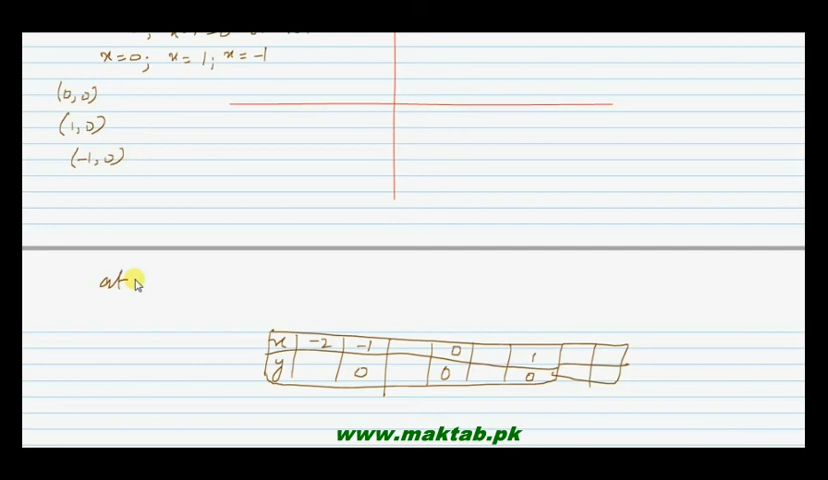 x=0; x=1; x=-1
(0,0)
(1,0)
(-1,0)
at
x -2 -1 0 1
y 0 0 0
www.maktab.pk